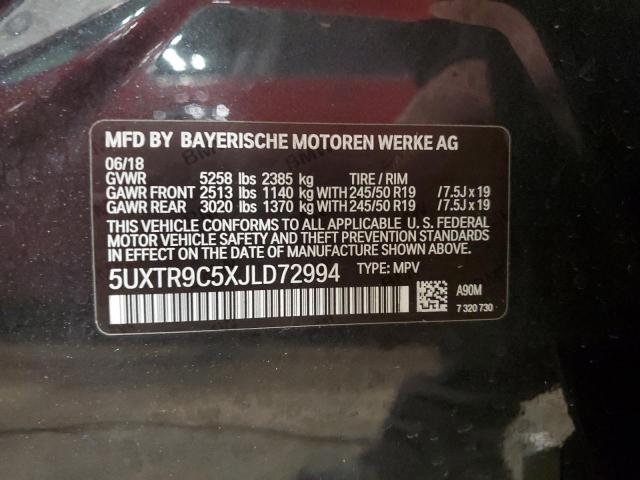 MFD BY BAYERISCHE MOTOREN WERKE AG
06/18
GVWR 5258 lbs 2385 kg TIRE / RIM
GAWR FRONT 2513 lbs 1140 kg WITH 245/50 R19 /7.5J x 19
GAWR REAR 3020 lbs 1370 kg WITH 245/50 R19 /7.5J x 19
THIS VEHICLE CONFORMS TO ALL APPLICABLE U. S. FEDERAL
MOTOR VEHICLE SAFETY AND THEFT PREVENTION STANDARDS
IN EFFECT ON THE DATE OF MANUFACTURE SHOWN ABOVE.
5UXTR9C5XJLD72994 TYPE: MPV
A90M
7 320 730